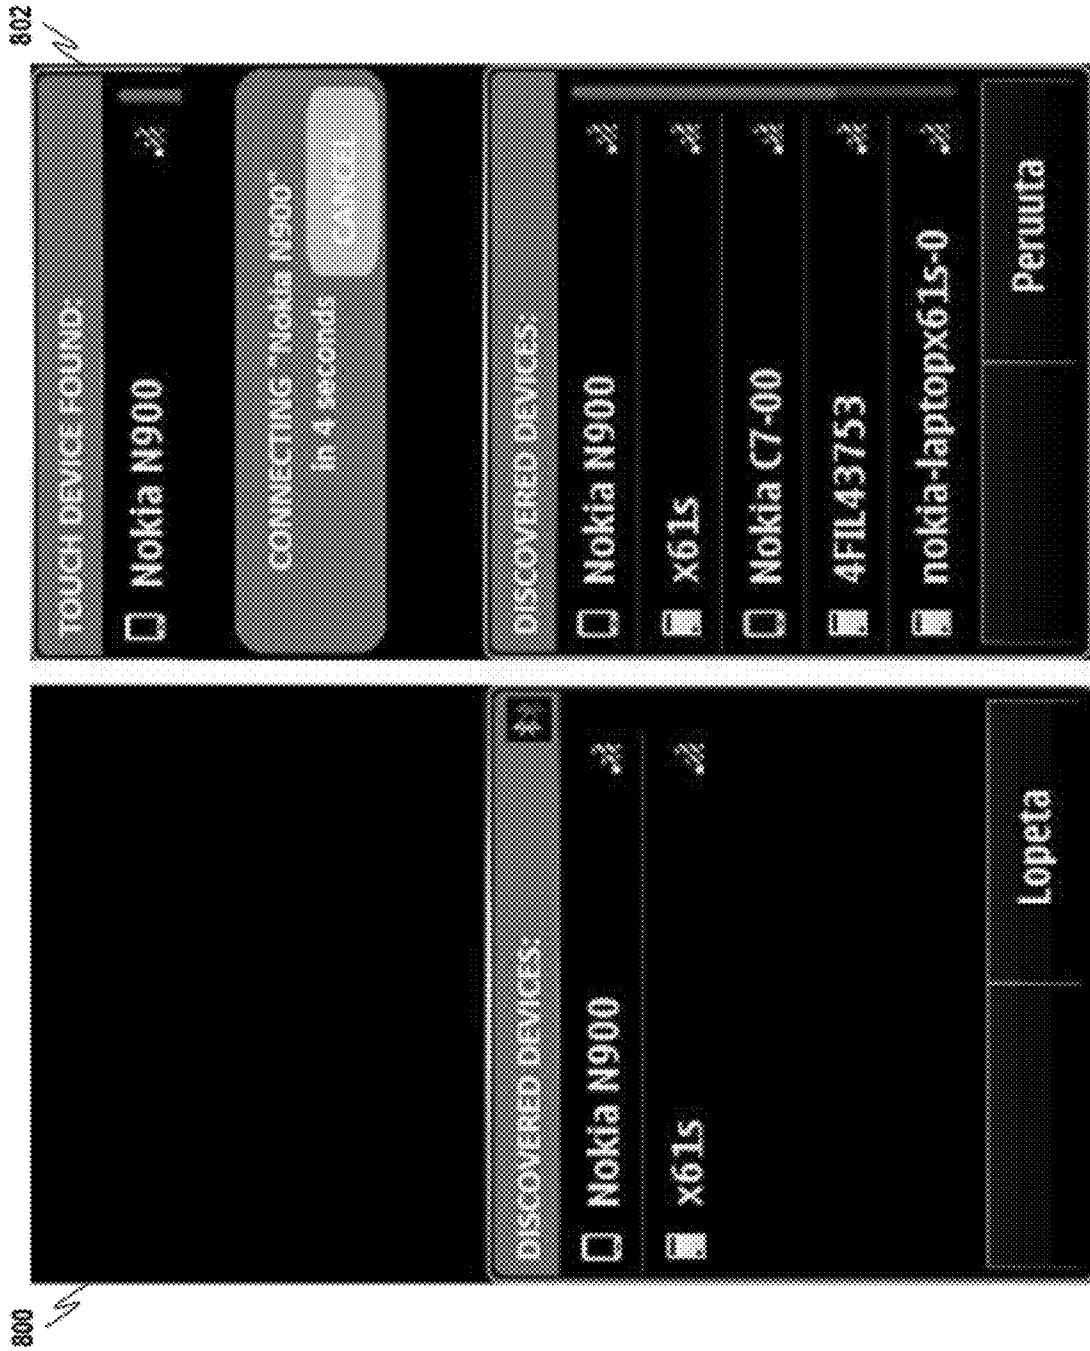 800
DISCOVERED DEVICES:
Nokia N900
x61s
Lopeta
802
TOUCH DEVICE FOUND:
Nokia N900
CONNECTING "Nokia N900"
In 4 seconds
DISCOVERED DEVICES:
Nokia N900
x61s
Nokia C7-00
4FIL43753
nokia-laptopx61s-0
Peruuta